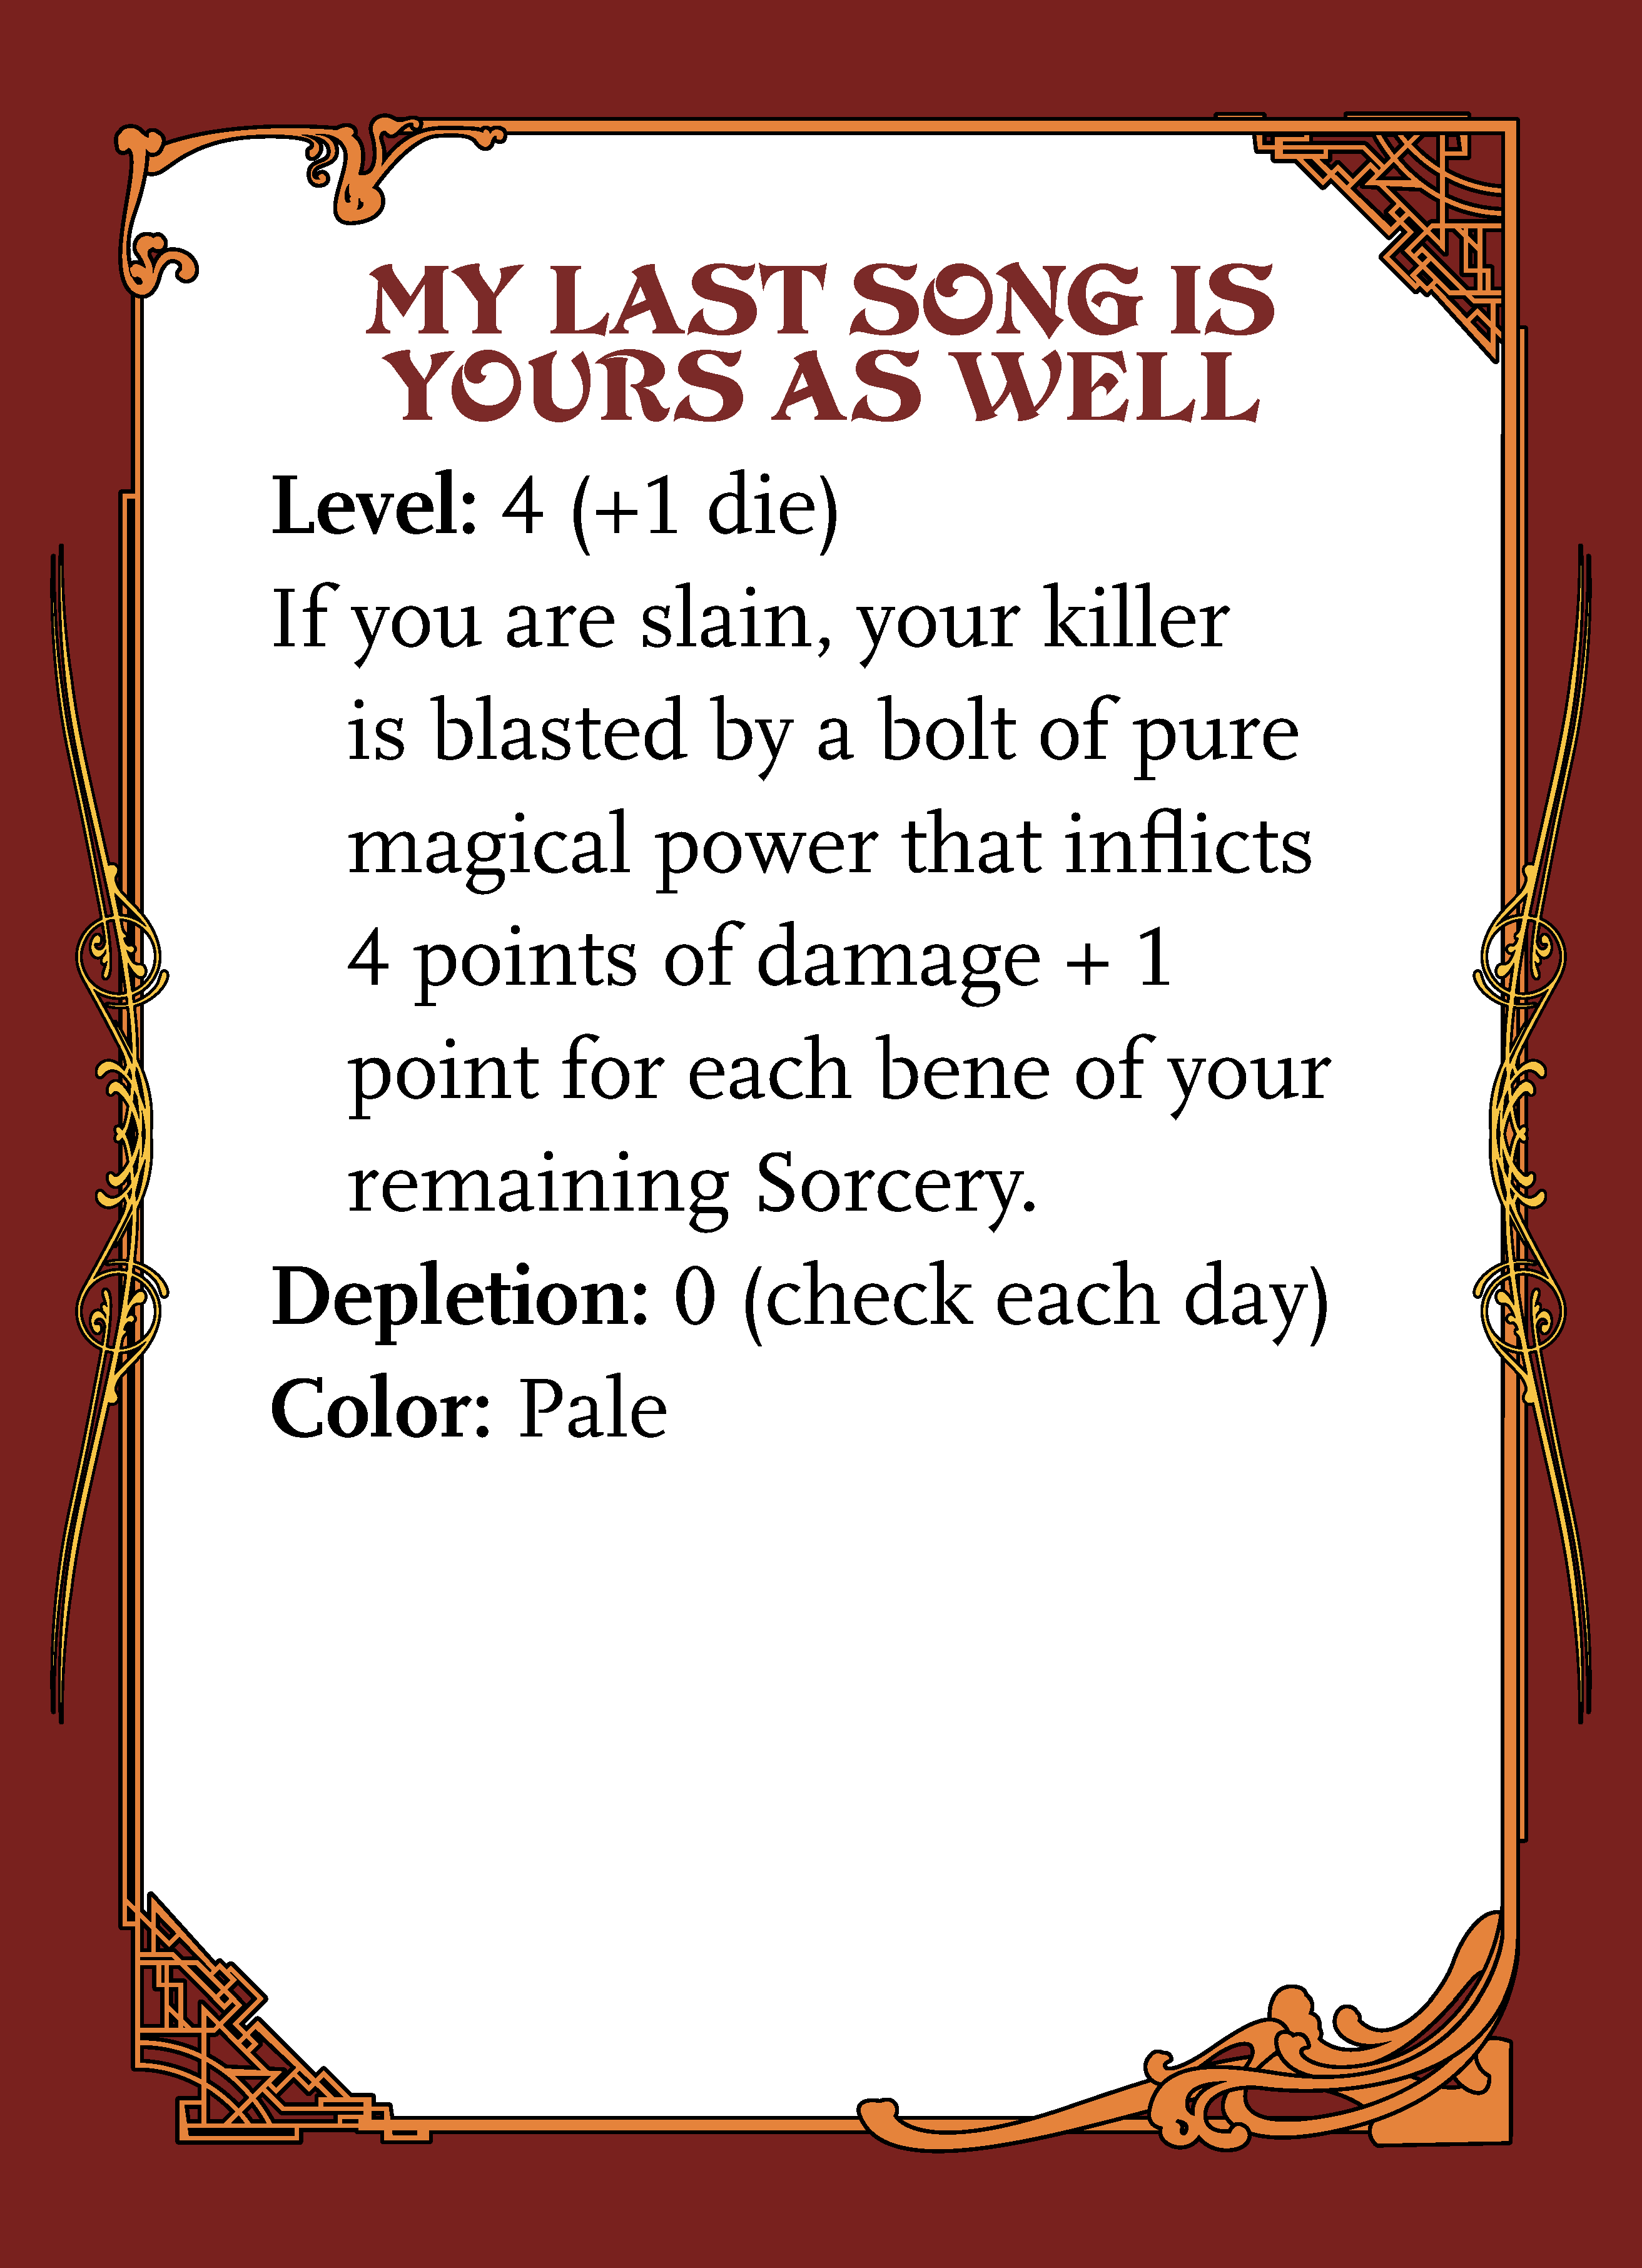 MY LAST SONG IS
YOURS AS WELL
Level: 4 (+1 die)
If you are slain, your killer
is blasted by a bolt of pure
magical power that inflicts
4 points of damage + 1
point for each bene of your
remaining Sorcery.
Depletion: 0 (check each day)
Color: Pale